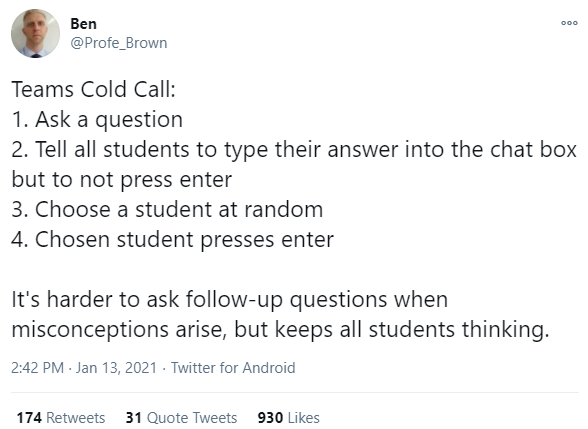 Ben
@Profe_Brown
Teams Cold Call:
1. Ask a question
2. Tell all students to type their answer into the chat box
but to not press enter
3. Choose a student at random
4. Chosen student presses enter
It's harder to ask follow-up questions when
misconceptions arise, but keeps all students thinking.
2:42 PM · Jan 13, 2021 · Twitter for Android
174 Retweets 31 Quote Tweets 930 Likes